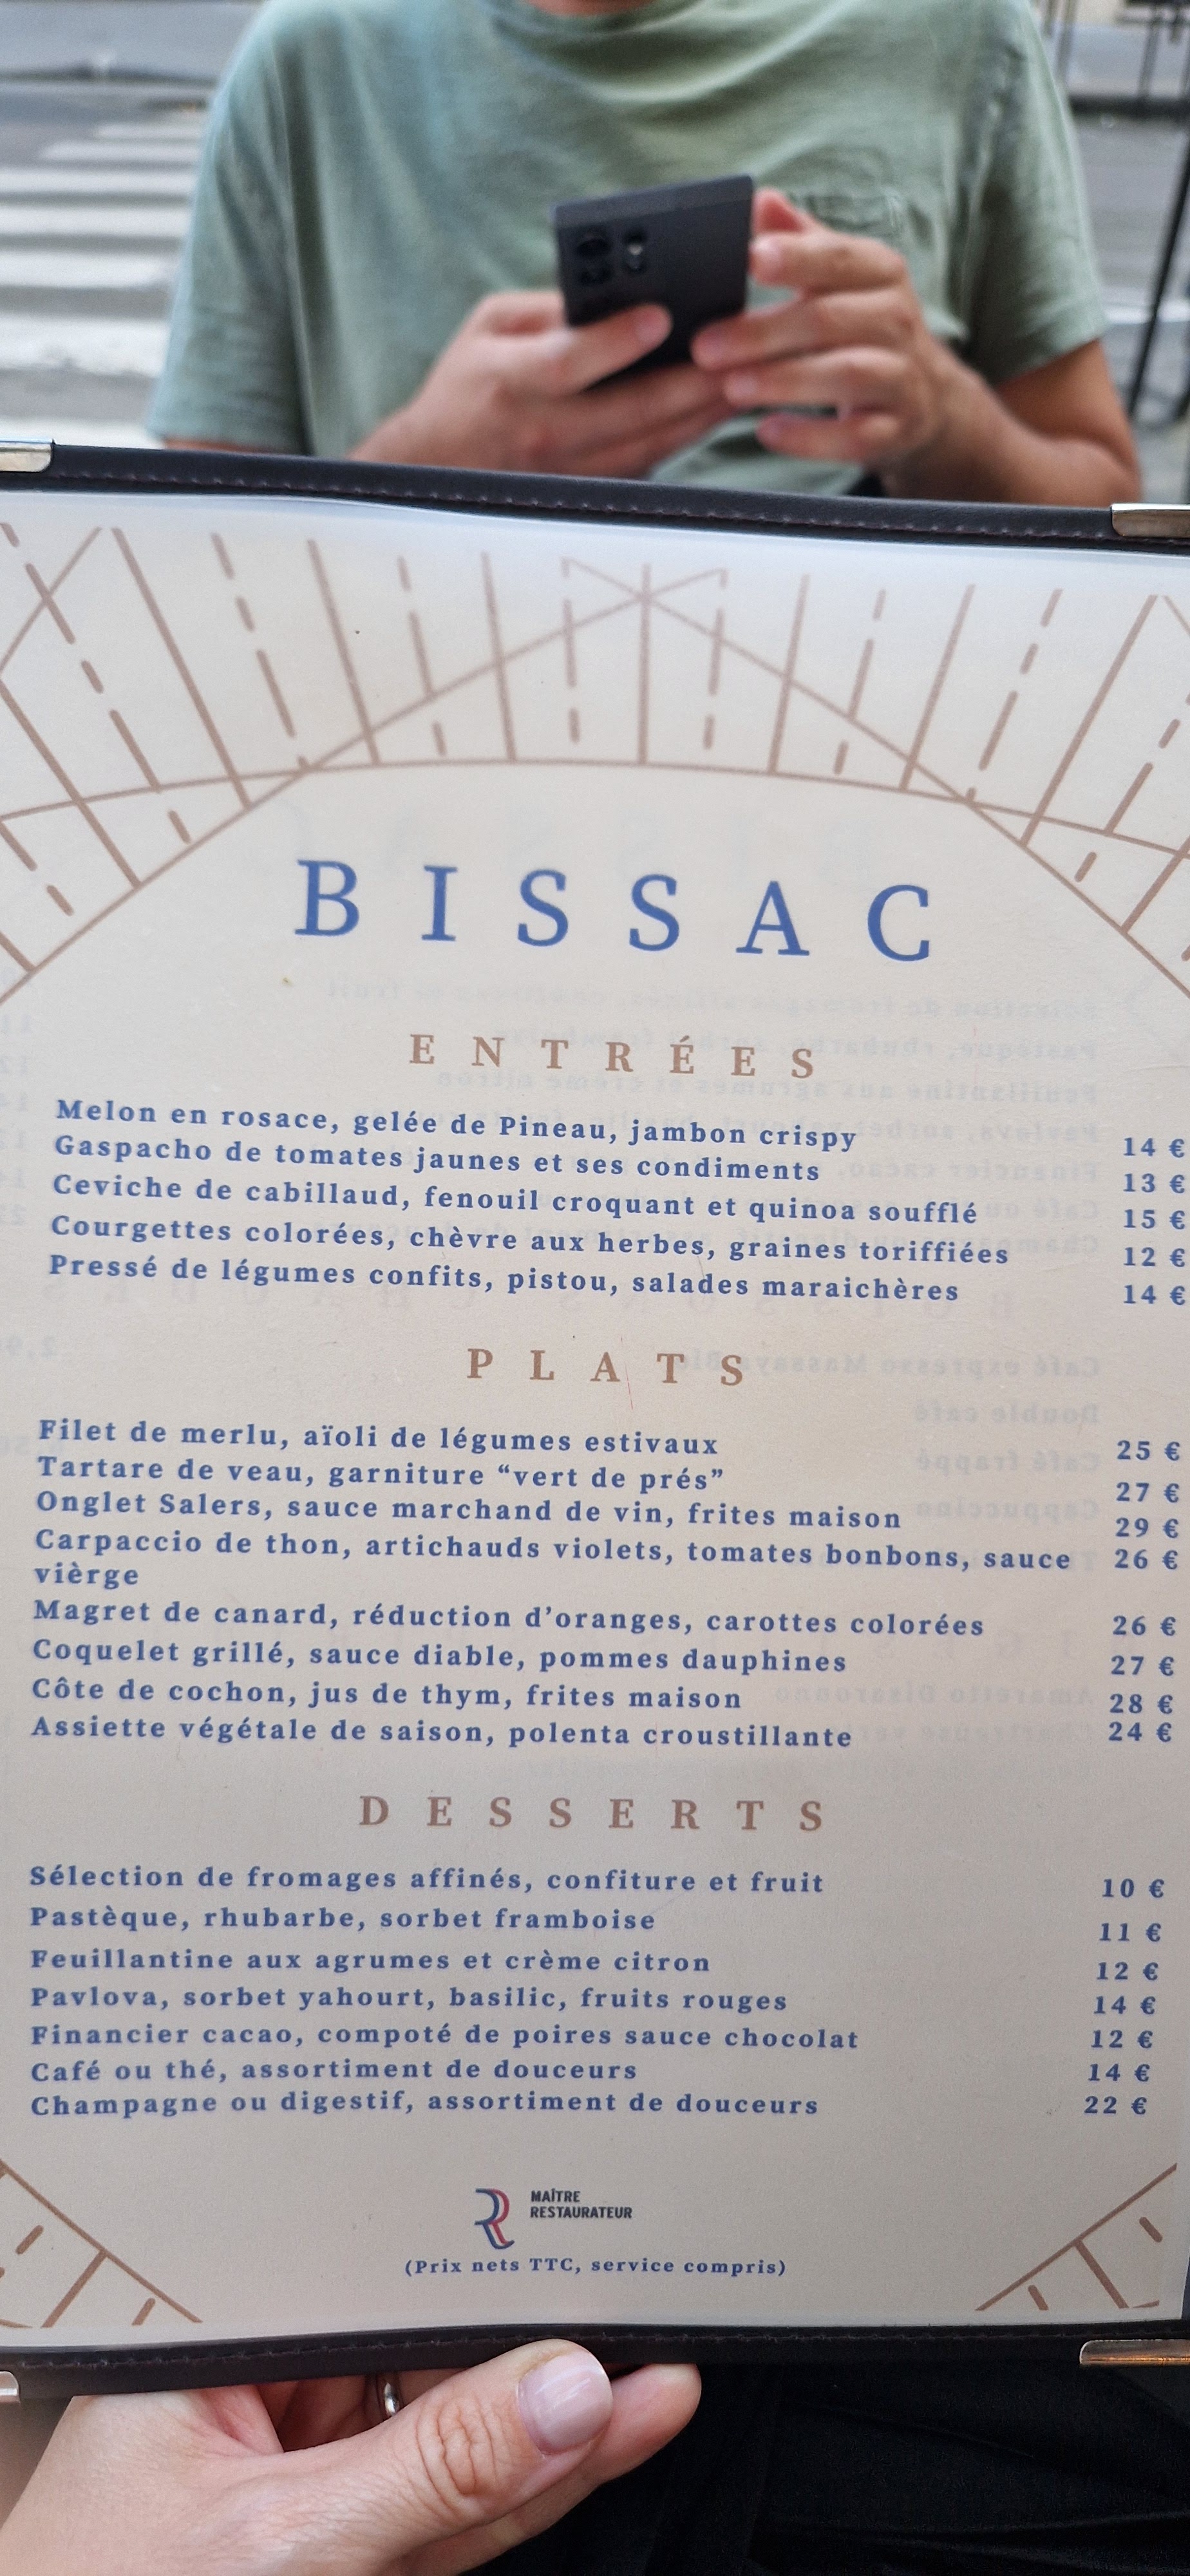 BISSAC
ENTRÉES
Melon en rosace, gelée de Pineau, jambon crispy 14 €
Gaspacho de tomates jaunes et ses condiments 13 €
Ceviche de cabillaud, fenouil croquant et quinoa soufflé 15 €
Courgettes colorées, chèvre aux herbes, graines toriffiées 12 €
Pressé de légumes confits, pistou, salades maraichères 14 €
PLATS
Filet de merlu, aïoli de légumes estivaux 25 €
Tartare de veau, garniture “vert de prés” 27 €
Onglet Salers, sauce marchand de vin, frites maison 29 €
Carpaccio de thon, artichauds violets, tomates bonbons, sauce 26 €
vièrge
Magret de canard, réduction d’oranges, carottes colorées 26 €
Coquelet grillé, sauce diable, pommes dauphines 27 €
Côte de cochon, jus de thym, frites maison 28 €
Assiette végétale de saison, polenta croustillante 24 €
DESSERTS
Sélection de fromages affinés, confiture et fruit 10 €
Pastèque, rhubarbe, sorbet framboise 11 €
Feuillantine aux agrumes et crème citron 12 €
Pavlova, sorbet yahourt, basilic, fruits rouges 14 €
Financier cacao, compoté de poires sauce chocolat 12 €
Café ou thé, assortiment de douceurs 14 €
Champagne ou digestif, assortiment de douceurs 22 €
MAÎTRE
RESTAURATEUR
(Prix nets TTC, service compris)